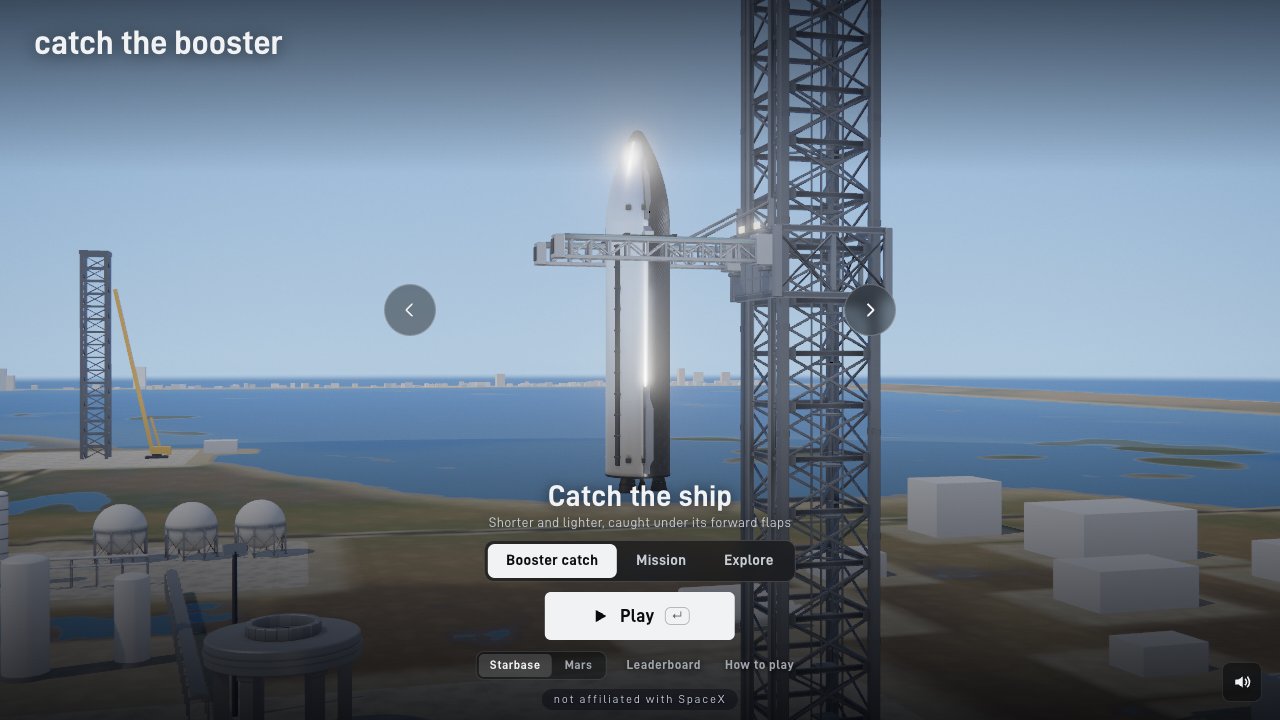 catch the booster
Catch the ship
Shorter and lighter, caught under its forward flaps
Booster catch Mission Explore
Play
Starbase Mars Leaderboard How to play
not affiliated with SpaceX